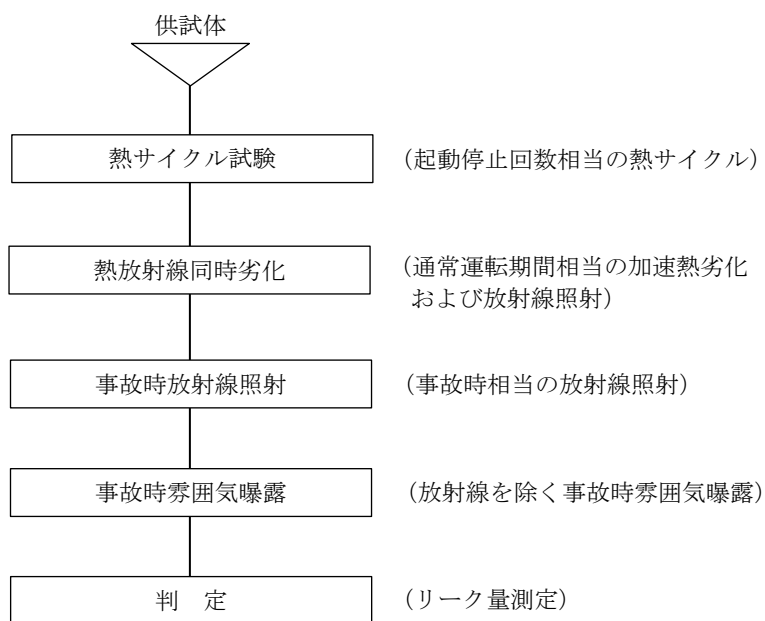 供試体
熱サイクル試験
（起動停止回数相当の熱サイクル）
熱放射線同時劣化
（通常運転期間相当の加速熱劣化
および放射線照射）
事故時放射線照射
（事故時相当の放射線照射）
事故時雰囲気曝露
（放射線を除く事故時雰囲気曝露）
判　定
（リーク量測定）